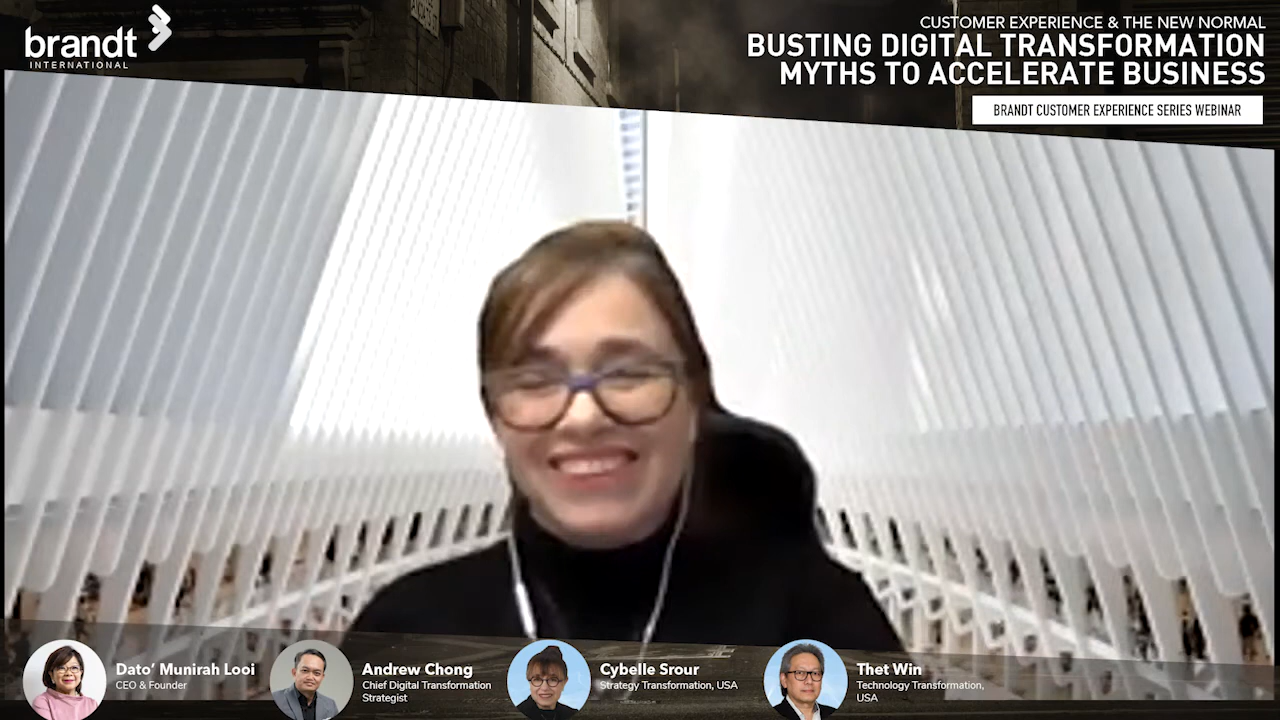 brandt
INTERNATIONAL
CUSTOMER EXPERIENCE & THE NEW NORMAL
BUSTING DIGITAL TRANSFORMATION
MYTHS TO ACCELERATE BUSINESS
BRANDT CUSTOMER EXPERIENCE SERIES WEBINAR
Dato’ Munirah Looi
CEO & Founder
Andrew Chong
Chief Digital Transformation
Strategist
Cybelle Srour
Strategy Transformation, USA
Thet Win
Technology Transformation,
USA